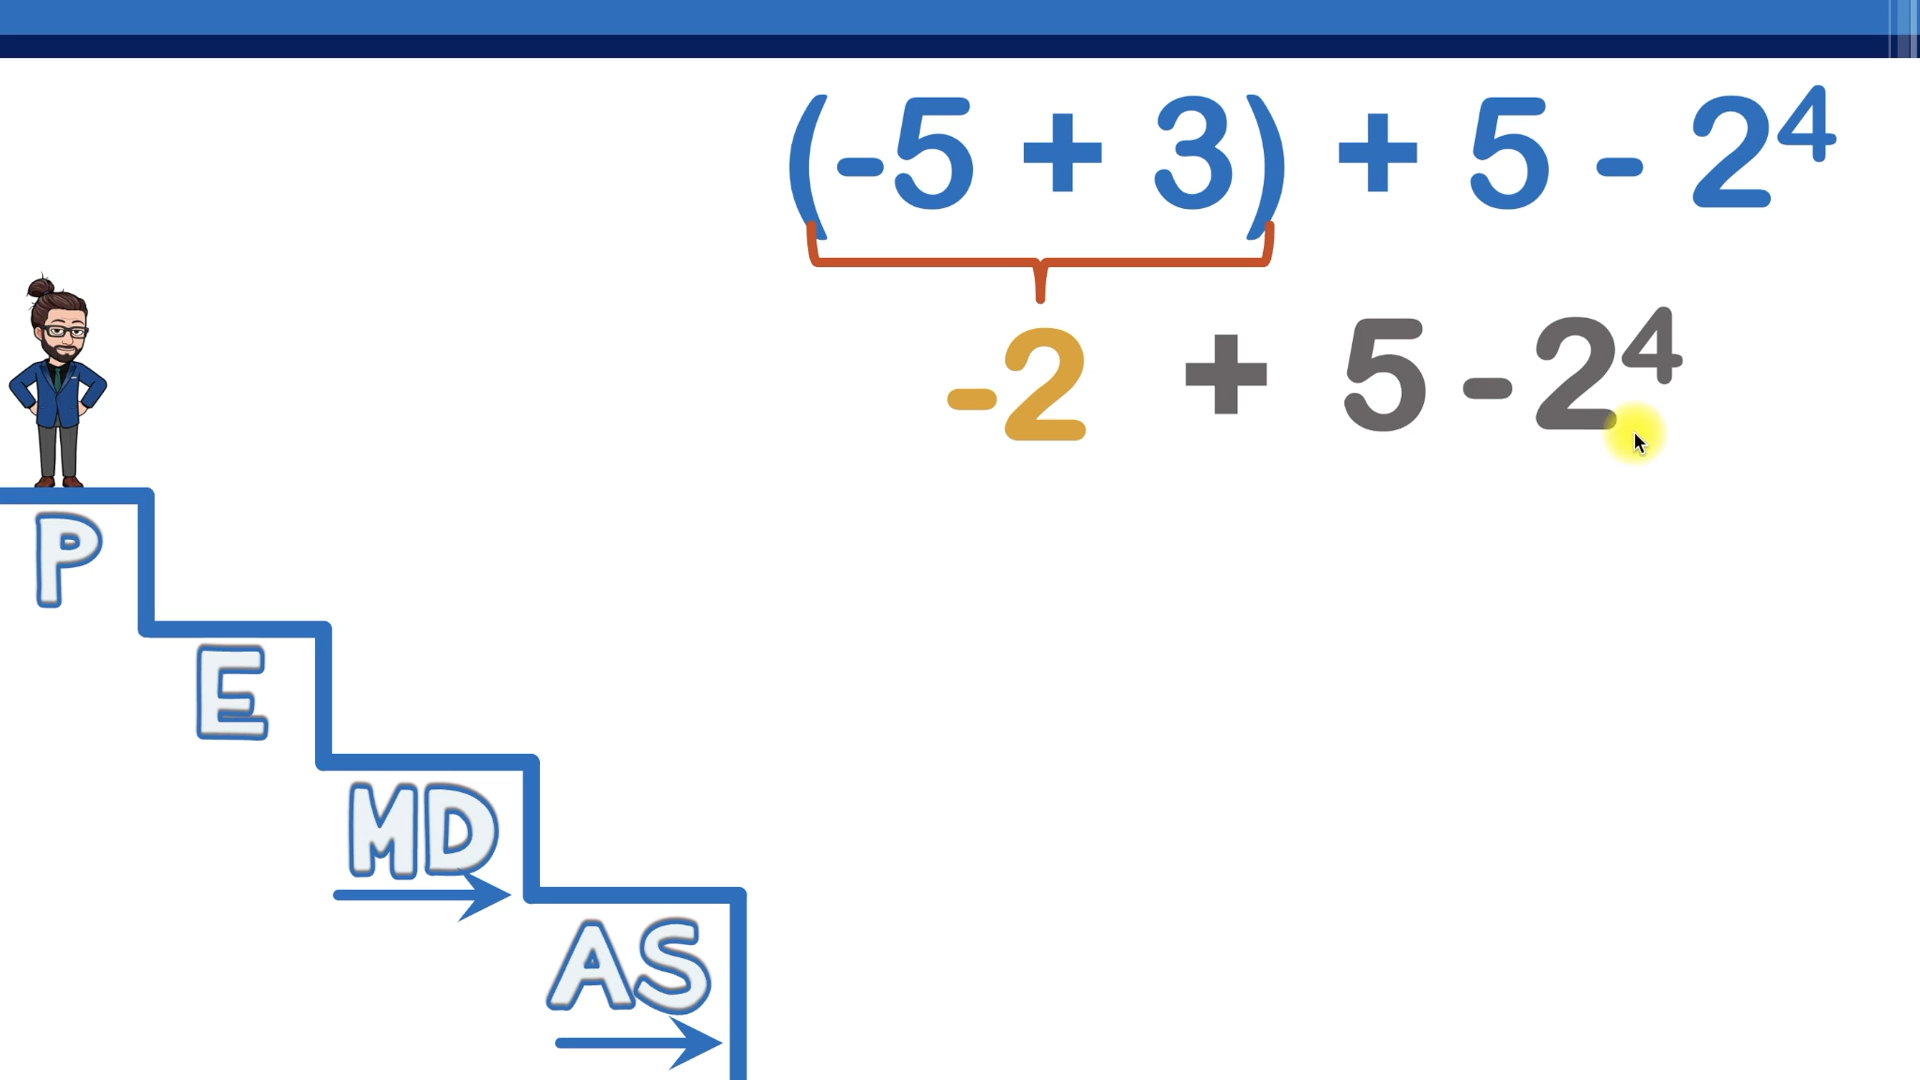 (-5 + 3) + 5 - 2⁴
-2 + 5 - 2⁴
P
E
MD
AS